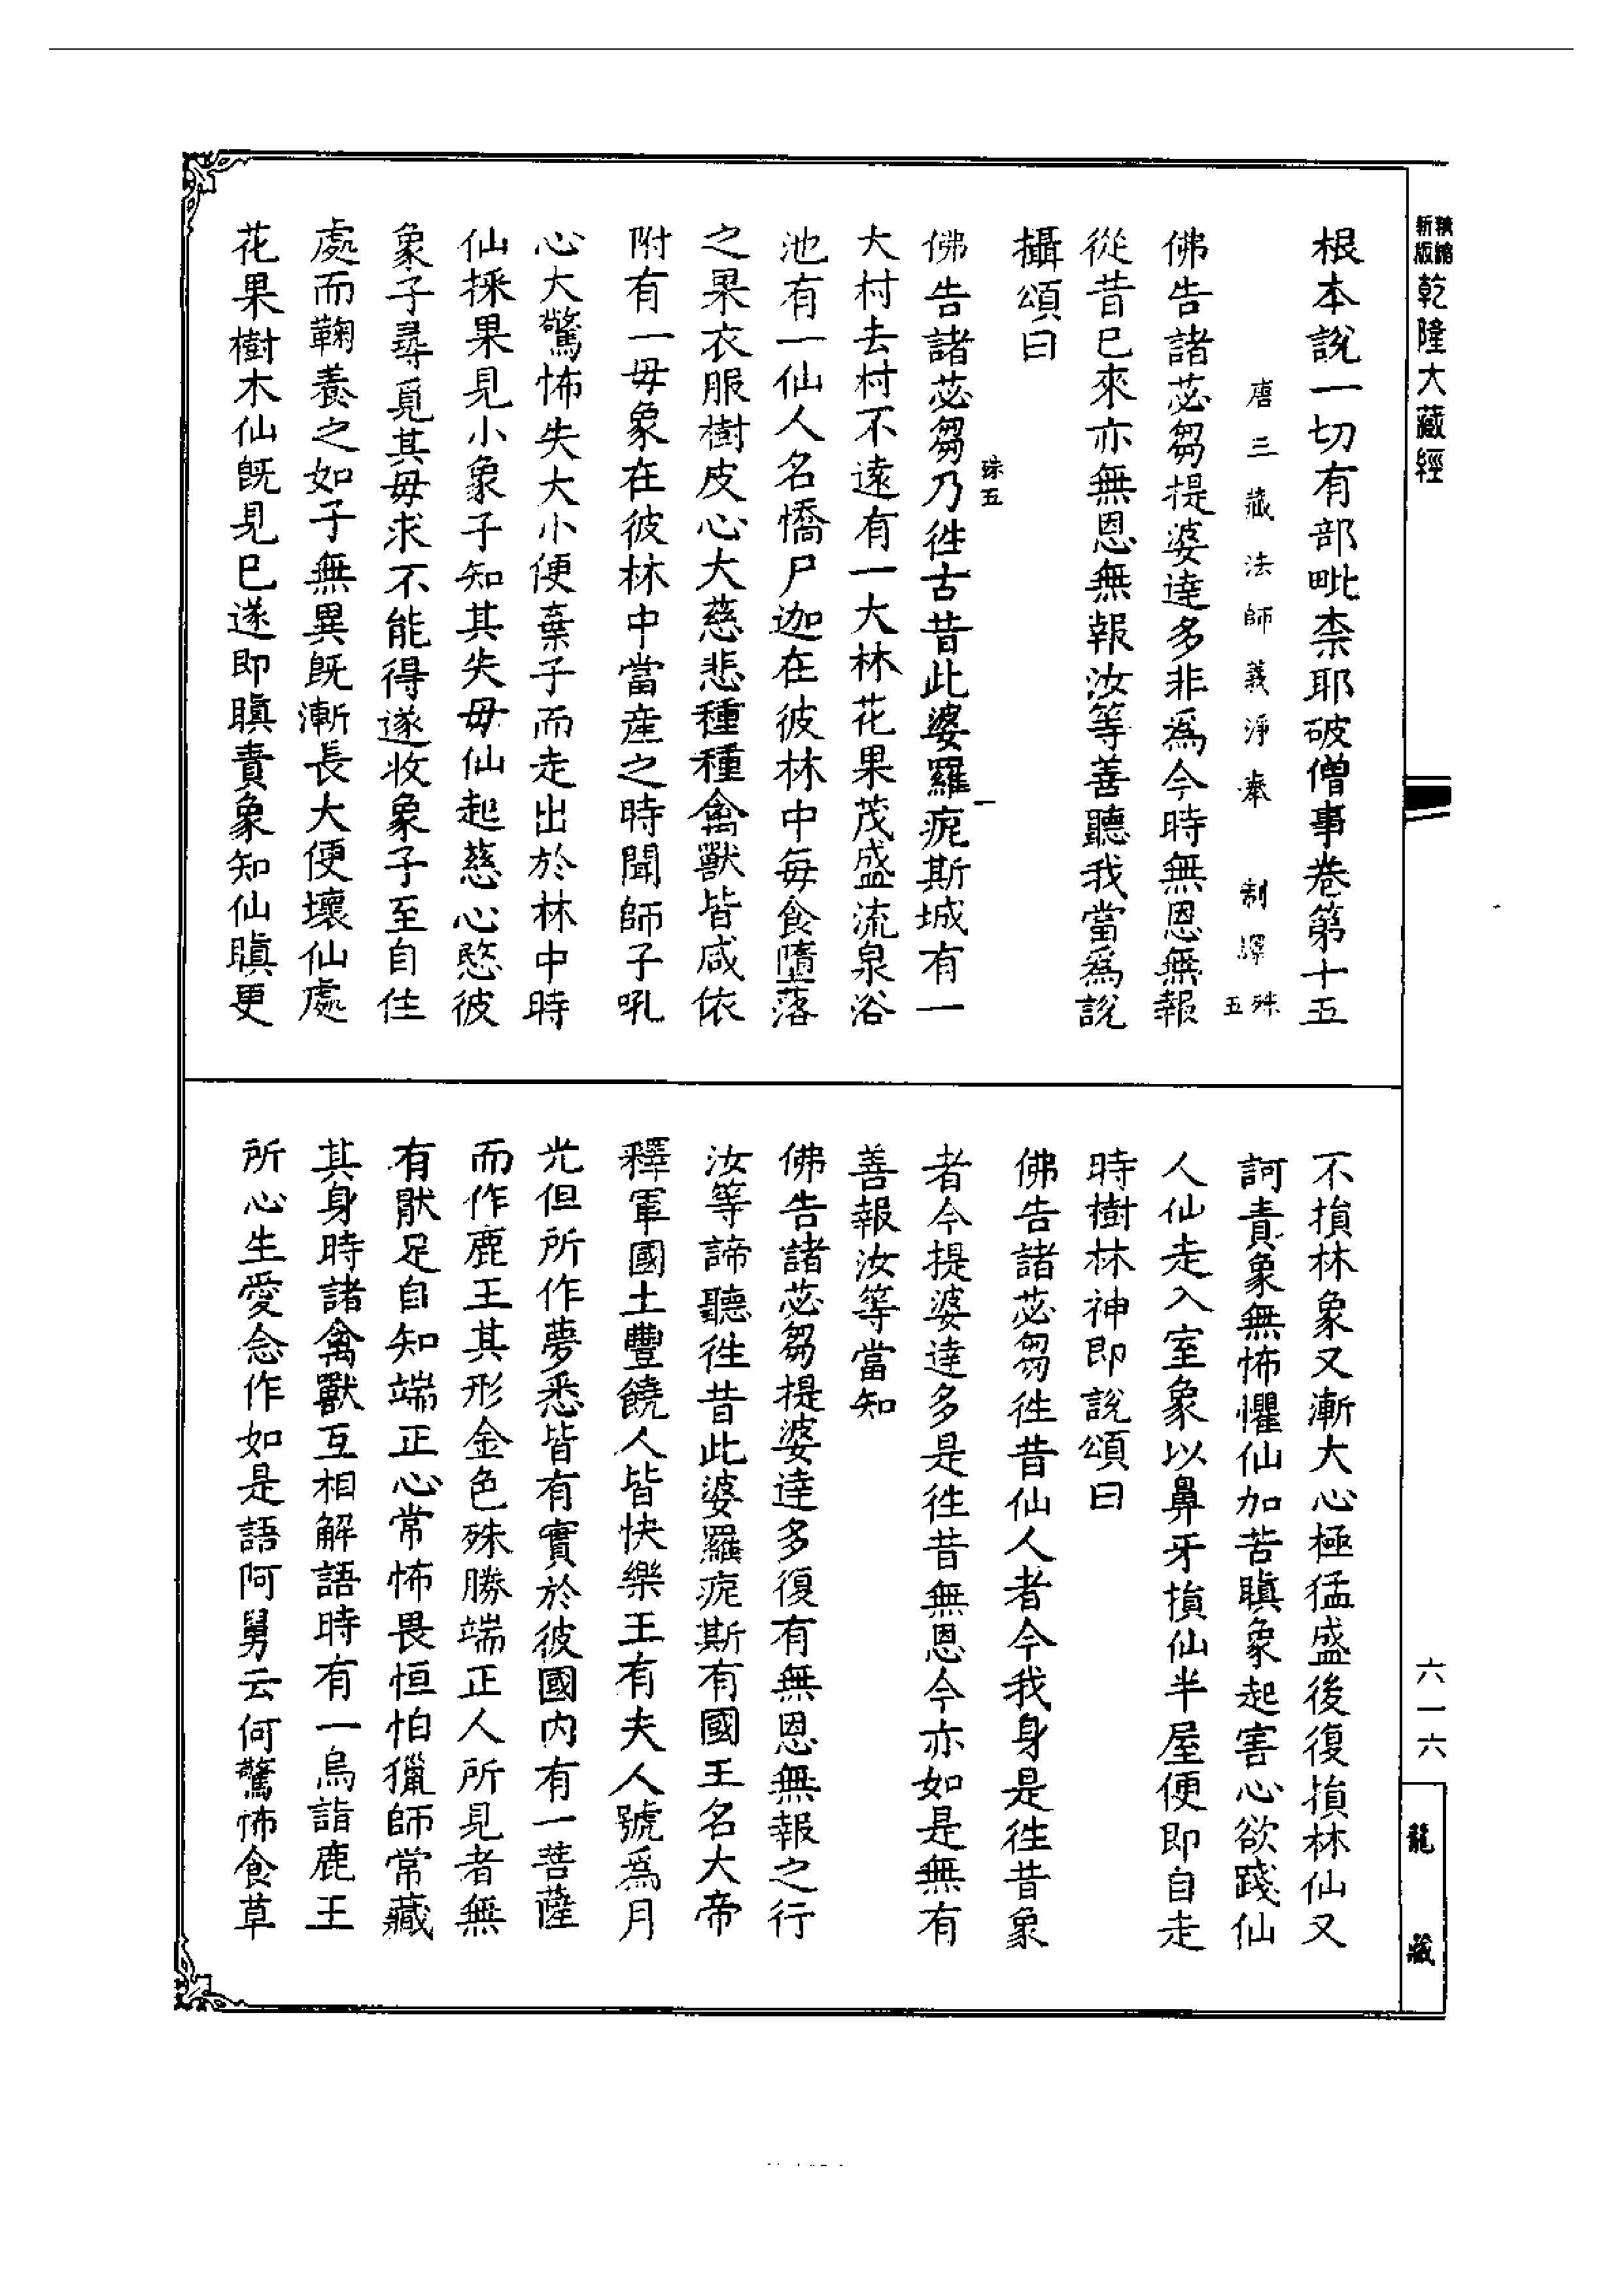 新版
精縮
乾隆大藏經
六一六
龍藏
根本說一切有部毗柰耶破僧事卷第十五
唐三藏法師義淨奉 制譯 殊五
佛告諸苾芻提婆達多非爲今時無恩無報
從昔已來亦無恩無報汝等善聽我當爲說
攝頌曰
殊五 一
佛告諸苾芻乃徃古昔此婆羅痆斯城有一
大村去村不遠有一大林花果茂盛流泉浴
池有一仙人名憍尸迦在彼林中每食墮落
之果衣服樹皮心大慈悲種種禽獸皆咸依
附有一母象在彼林中當產之時聞師子吼
心大驚怖失大小便棄子而走出於林中時
仙採果見小象子知其失母仙起慈心愍彼
象子尋覓其母求不能得遂收象子至自住
處而鞠養之如子無異旣漸長大便壞仙處
花果樹木仙旣見已遂即瞋責象知仙瞋更
不損林象又漸大心極猛盛後復損林仙又
訶責象無怖懼仙加苦瞋象起害心欲踐仙
人仙走入室象以鼻牙損仙半屋便即自走
時樹林神即說頌曰
佛告諸苾芻徃昔仙人者今我身是徃昔象
者今提婆達多是徃昔無恩今亦如是無有
善報汝等當知
佛告諸苾芻提婆達多復有無恩無報之行
汝等諦聽徃昔此婆羅痆斯有國王名大帝
釋軍國土豐饒人皆快樂王有夫人號爲月
光但所作夢悉皆有實於彼國內有一菩薩
而作鹿王其形金色殊勝端正人所見者無
有猒足自知端正心常怖畏恒怕獵師常藏
其身時諸禽獸互相解語時有一烏詣鹿王
所心生愛念作如是語阿舅云何驚怖食草